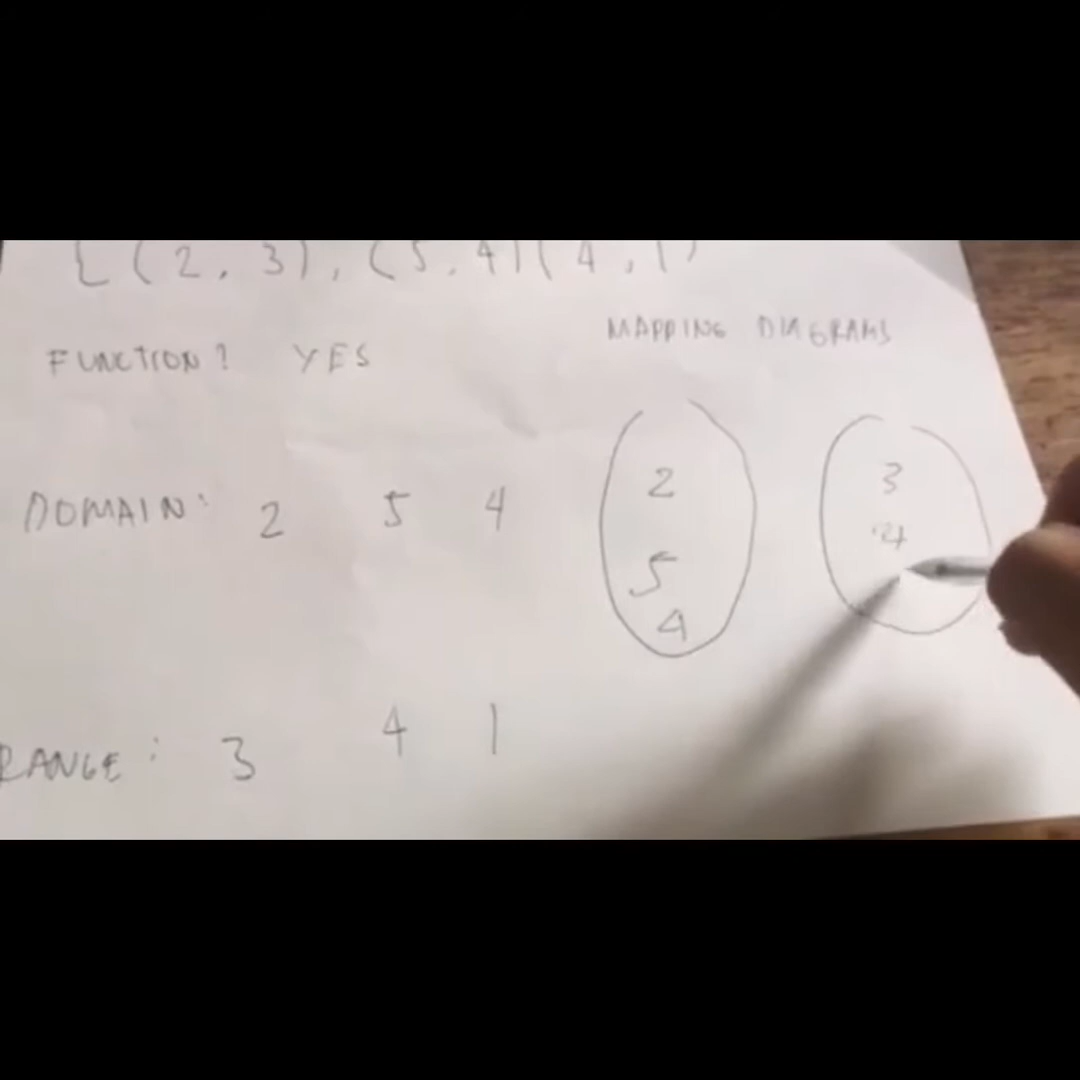 {(2,3),(5,4)(4,1)
FUNCTION? YES
MAPPING DIAGRAMS
DOMAIN: 2 5 4
2
5
4
3
4
RANGE: 3 4 1